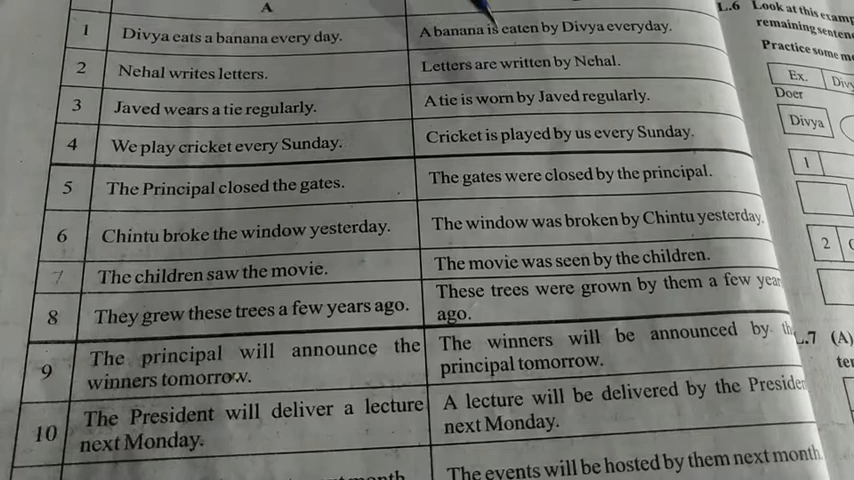 A
1 Divya eats a banana every day. A banana is eaten by Divya everyday.
2 Nehal writes letters. Letters are written by Nehal.
3 Javed wears a tie regularly. A tie is worn by Javed regularly.
4 We play cricket every Sunday. Cricket is played by us every Sunday.
5 The Principal closed the gates. The gates were closed by the principal.
6 Chintu broke the window yesterday. The window was broken by Chintu yesterday.
7 The children saw the movie. The movie was seen by the children.
8 They grew these trees a few years ago. These trees were grown by them a few
ago.
9 The principal will announce the The winners will be announced by
winners tomorrow. principal tomorrow.
10 The President will deliver a lecture A lecture will be delivered by the
next Monday. next Monday.
The events will be hosted by them next month.
L.6 Look at this
remaining
Practice some
Ex.
Doer
Divya
1
2
L.7 (A)